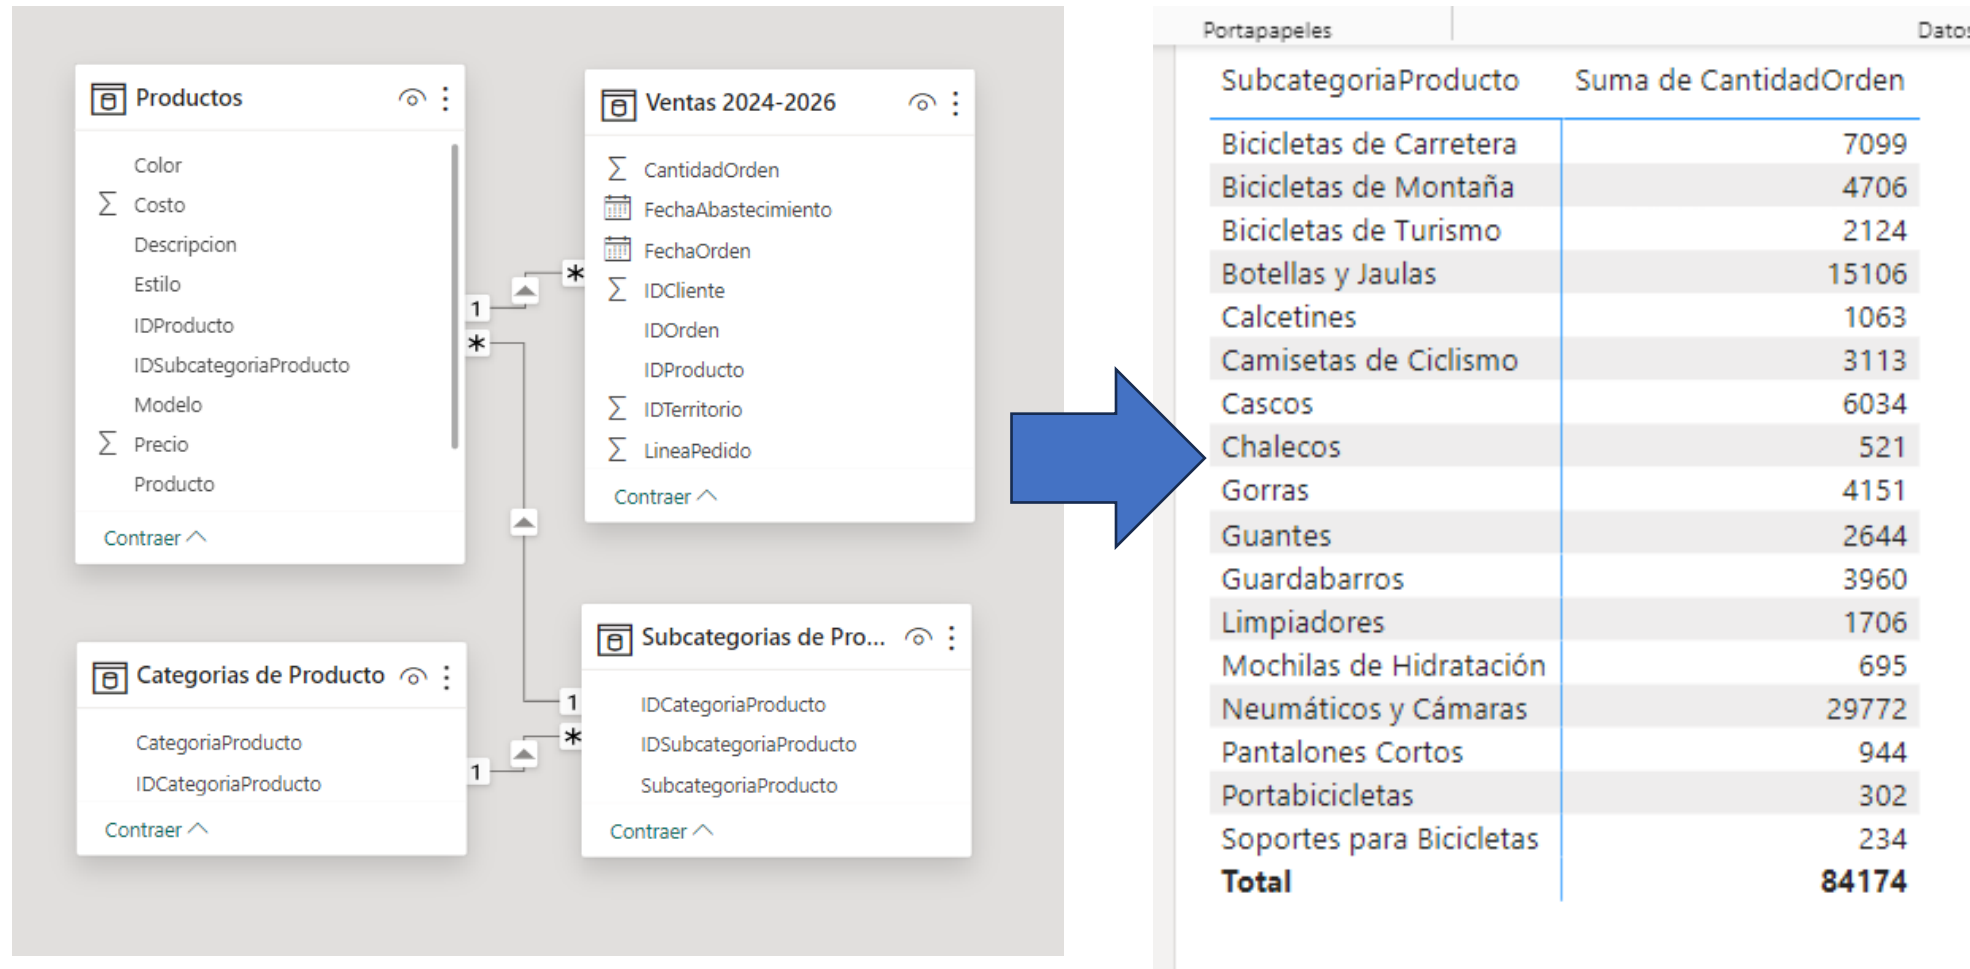 Productos
Color
Costo
Descripcion
Estilo
IDProducto
IDSubcategoriaProducto
Modelo
Precio
Producto
Contraer
Ventas 2024-2026
CantidadOrden
FechaAbastecimiento
FechaOrden
IDCliente
IDOrden
IDProducto
IDTerritorio
LineaPedido
Contraer
1
*
*
1
*
1
Categorias de Producto
CategoriaProducto
IDCategoriaProducto
Contraer
Subcategorias de Pro...
IDCategoriaProducto
IDSubcategoriaProducto
SubcategoriaProducto
Contraer
Portapapeles Datos
SubcategoriaProducto Suma de CantidadOrden
Bicicletas de Carretera 7099
Bicicletas de Montaña 4706
Bicicletas de Turismo 2124
Botellas y Jaulas 15106
Calcetines 1063
Camisetas de Ciclismo 3113
Cascos 6034
Chalecos 521
Gorras 4151
Guantes 2644
Guardabarros 3960
Limpiadores 1706
Mochilas de Hidratación 695
Neumáticos y Cámaras 29772
Pantalones Cortos 944
Portabicicletas 302
Soportes para Bicicletas 234
Total 84174